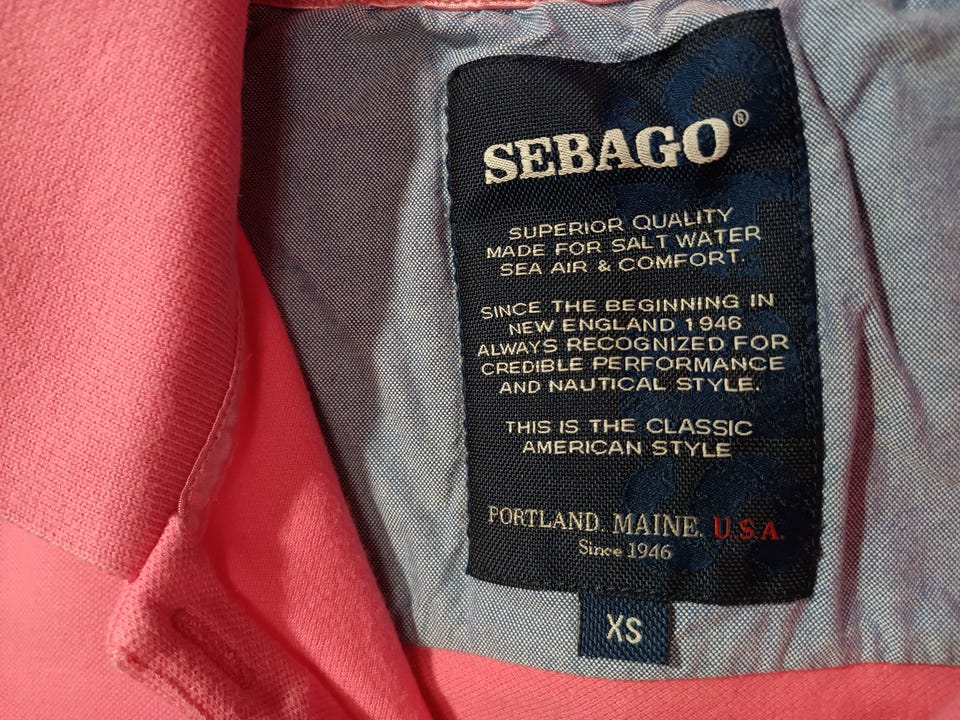 SEBAGO®
SUPERIOR QUALITY
MADE FOR SALT WATER
SEA AIR & COMFORT.
SINCE THE BEGINNING IN
NEW ENGLAND 1946
ALWAYS RECOGNIZED FOR
CREDIBLE PERFORMANCE
AND NAUTICAL STYLE.
THIS IS THE CLASSIC
AMERICAN STYLE
PORTLAND. MAINE. U.S.A.
Since 1946
XS